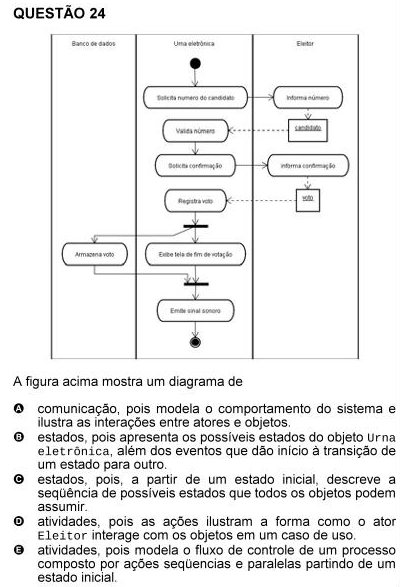 QUESTÃO 24
Banco de dados
Urna eletrônica
Eleitor
Solicita numero do candidato
Informa número
Valida número
candidato
Solicita confirmação
informa confirmação
Registra voto
voto
Armazena voto
Exibe tela de fim de votação
Emite sinal sonoro
A figura acima mostra um diagrama de
A comunicação, pois modela o comportamento do sistema e
ilustra as interações entre atores e objetos.
B estados, pois apresenta os possíveis estados do objeto Urna
eletrônica, além dos eventos que dão início à transição de
um estado para outro.
C estados, pois, a partir de um estado inicial, descreve a
seqüência de possíveis estados que todos os objetos podem
assumir.
D atividades, pois as ações ilustram a forma como o ator
Eleitor interage com os objetos em um caso de uso.
E atividades, pois modela o fluxo de controle de um processo
composto por ações seqüencias e paralelas partindo de um
estado inicial.